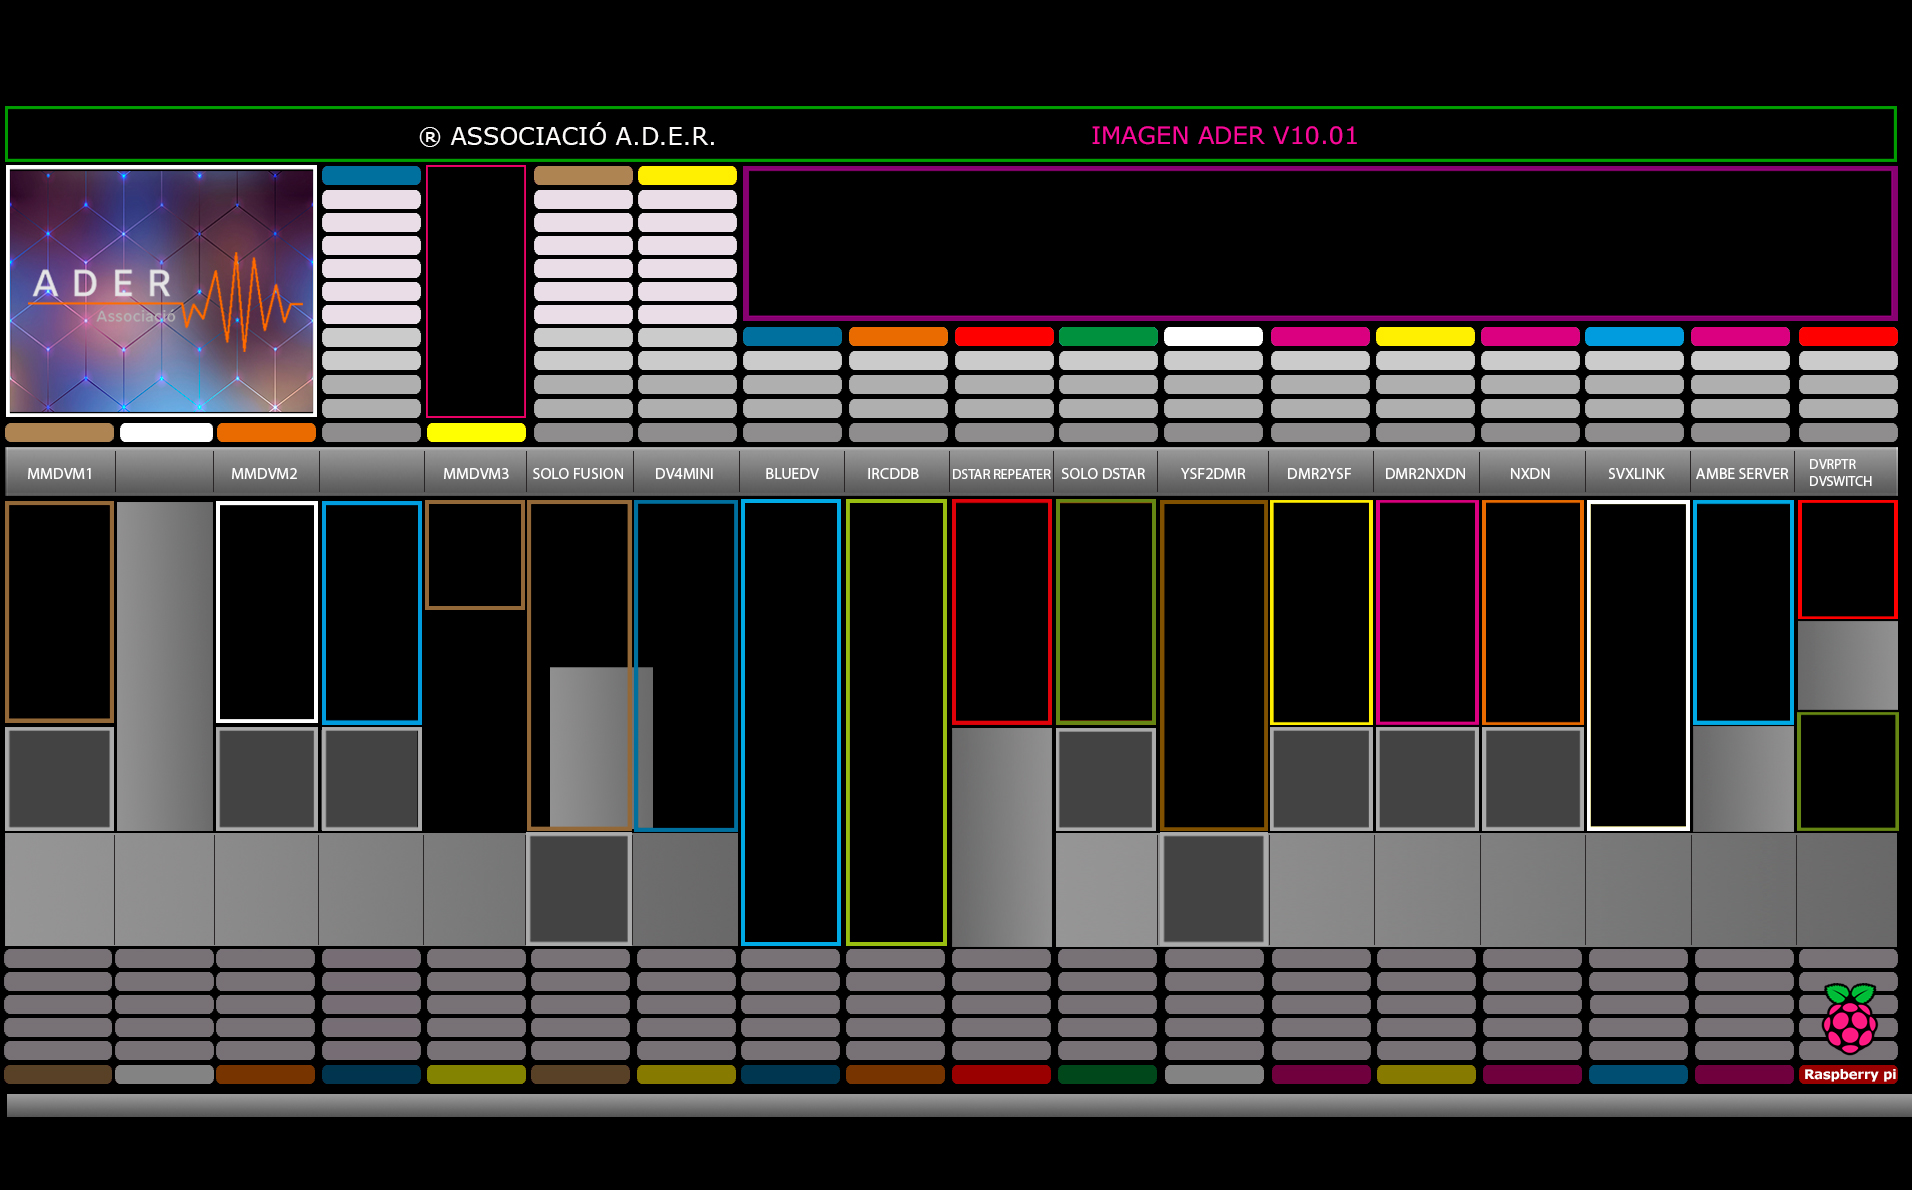 ® ASSOCIACIÓ A.D.E.R.
IMAGEN ADER V10.01
ADER
Associació
MMDVM1
MMDVM2
MMDVM3
SOLO FUSION
DV4MINI
BLUEDV
IRCDDB
DSTAR REPEATER
SOLO DSTAR
YSF2DMR
DMR2YSF
DMR2NXDN
NXDN
SVXLINK
AMBE SERVER
DVRPTR
DVSWITCH
Raspberry pi